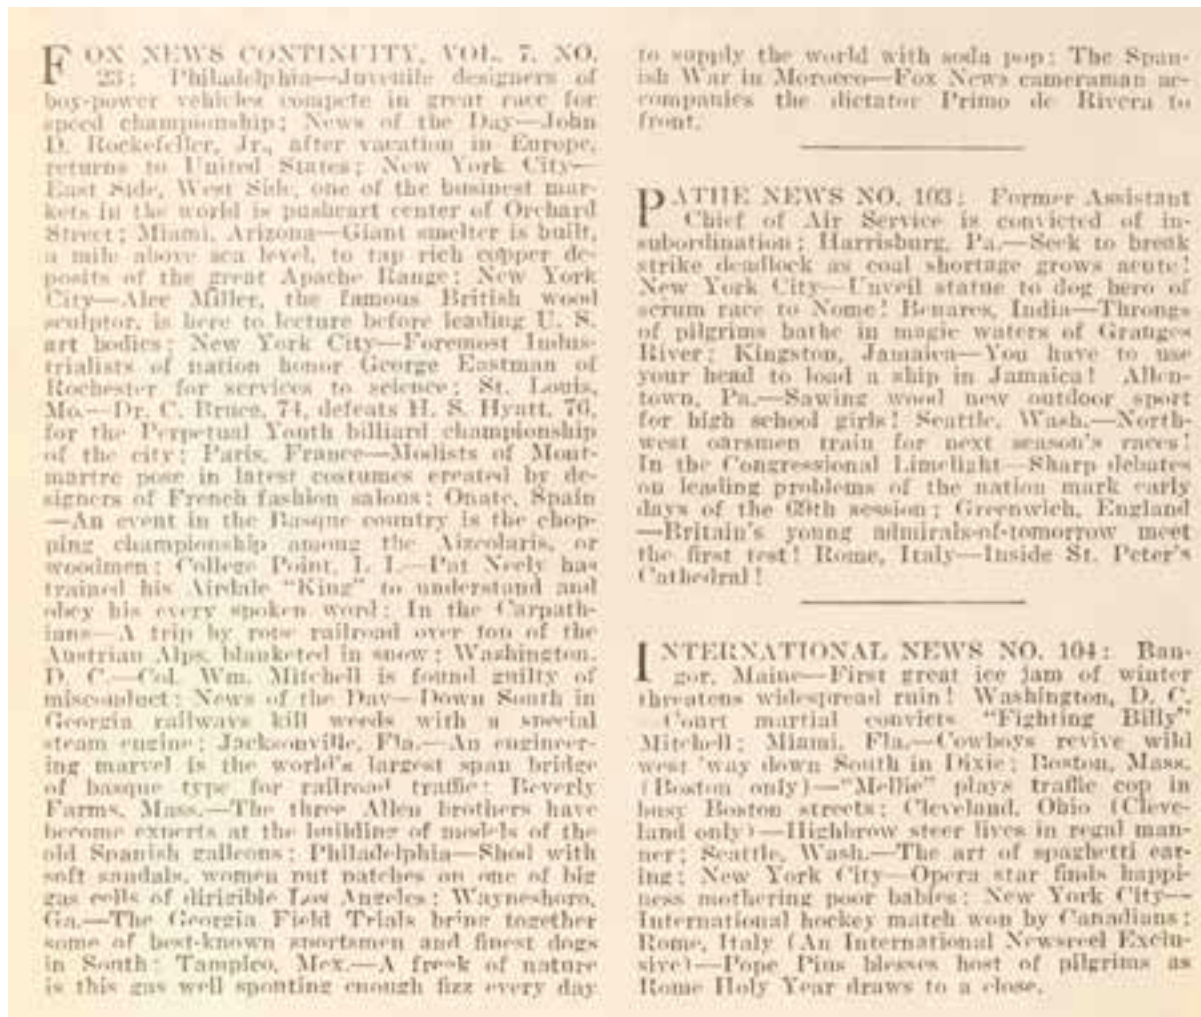 FOX NEWS CONTINUITY, VOL. 7, NO.
23: Philadelphia—Juvenile designers of
boy-power vehicles compete in great race for
speed championship; News of the Day—John
D. Rockefeller, Jr., after vacation in Europe,
returns to United States; New York City—
East Side, West Side, one of the businest mar-
kets in the world is pushcart center of Orchard
Street; Miami, Arizona—Giant smelter is built,
a mile above sea level, to tap rich copper de-
posits of the great Apache Range; New York
City—Alec Miller, the famous British wood
sculptor, is here to lecture before leading U. S.
art bodies; New York City—Foremost Indus-
trialists of nation honor George Eastman of
Rochester for services to science; St. Louis,
Mo.—Dr. C. Bruce, 74, defeats H. S. Hyatt, 76,
for the Perpetual Youth billiard championship
of the city; Paris, France—Modists of Mont-
martre pose in latest costumes created by de-
signers of French fashion salons; Onate, Spain
—An event in the Basque country is the chop-
ping championship among the Aizcolaris, or
woodmen; College Point, L. I.—Pat Neely has
trained his Airdale "King" to understand and
obey his every spoken word; In the Carpath-
ians—A trip by rope railroad over top of the
Austrian Alps, blanketed in snow; Washington,
D. C.—Col. Wm. Mitchell is found guilty of
misconduct; News of the Day—Down South in
Georgia railways kill weeds with a special
steam engine; Jacksonville, Fla.—An engineer-
ing marvel is the world's largest span bridge
of basque type for railroad traffic; Beverly
Farms, Mass.—The three Allen brothers have
become experts at the building of models of the
old Spanish galleons; Philadelphia—Shod with
soft sandals, women put patches on one of big
gas cells of dirigible Los Angeles; Waynesboro,
Ga.—The Georgia Field Trials bring together
some of best-known sportsmen and finest dogs
in South; Tampico, Mex.—A freak of nature
is this gas well spouting enough fizz every day
to supply the world with soda pop; The Span-
ish War in Morocco—Fox News cameraman ac-
companies the dictator Primo de Rivera to
front.
PATHE NEWS NO. 103: Former Assistant
Chief of Air Service is convicted of in-
subordination; Harrisburg, Pa.—Seek to break
strike deadlock as coal shortage grows acute!
New York City—Unveil statue to dog hero of
serum race to Nome! Benares, India—Throngs
of pilgrims bathe in magic waters of Granges
River; Kingston, Jamaica—You have to use
your head to load a ship in Jamaica! Allen-
town, Pa.—Sawing wood new outdoor sport
for high school girls! Seattle, Wash.—North-
west oarsmen train for next season's races!
In the Congressional Limelight—Sharp debates
on leading problems of the nation mark early
days of the 69th session; Greenwich, England
—Britain's young admirals-of-tomorrow meet
the first test! Rome, Italy—Inside St. Peter's
Cathedral!
INTERNATIONAL NEWS NO. 104: Ban-
gor, Maine—First great ice jam of winter
threatens widespread ruin! Washington, D. C.
—Court martial convicts "Fighting Billy"
Mitchell; Miami, Fla.—Cowboys revive wild
west 'way down South in Dixie; Boston, Mass.
(Boston only)—"Mellie" plays traffic cop in
busy Boston streets; Cleveland, Ohio (Cleve-
land only)—Highbrow steer lives in regal man-
ner; Seattle, Wash.—The art of spaghetti eat-
ing; New York City—Opera star finds happi-
ness mothering poor babies; New York City—
International hockey match won by Canadians;
Rome, Italy (An International Newsreel Exclu-
sive)—Pope Pius blesses host of pilgrims as
Rome Holy Year draws to a close.